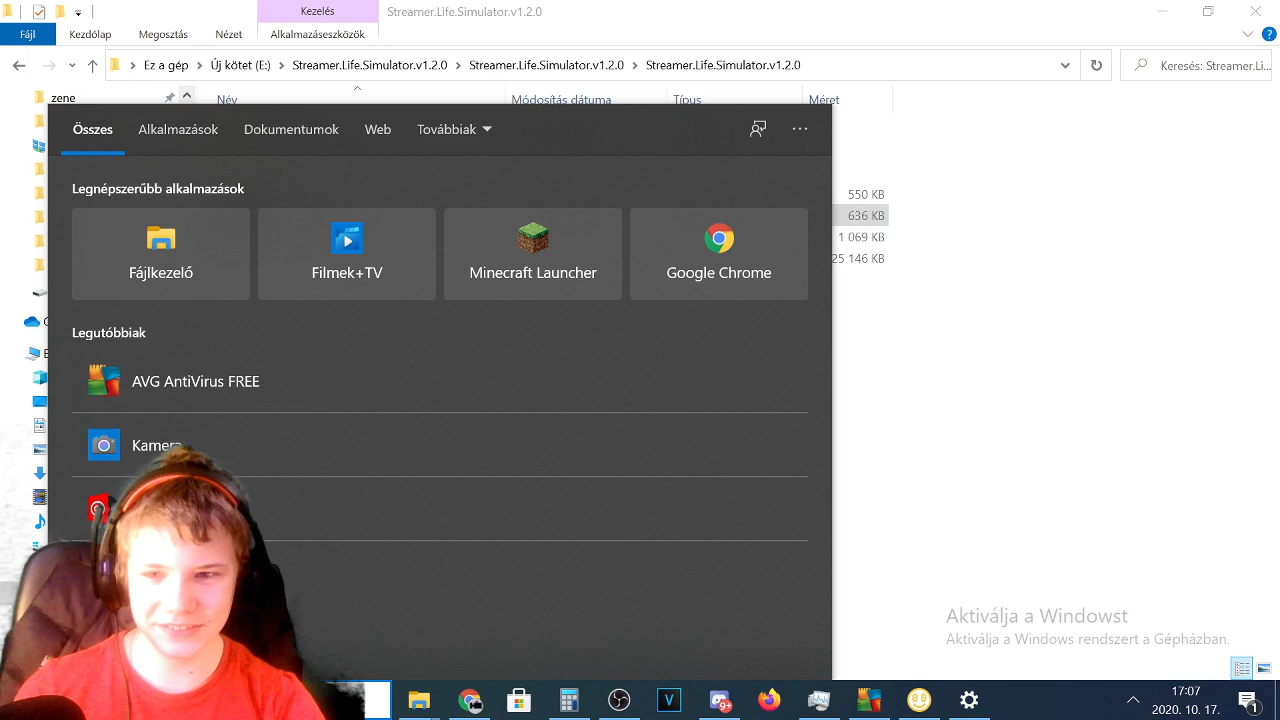 Kezelés
Streamer.Life.Simulator.v1.2.0
Fájl
Kezdőlap
Megosztás
Nézet
Alkalmazáseszközök
Ez a gép
Új kötet (E:)
Streamer.Life.Simulator.v1.2.0
Streamer.Life.Simulator.v1.2.0
Streamer.Life.Simulator.v1.2.0
Keresés: Streamer.Li...
zene
Név
Módosítás dátuma
Típus
Méret
Összes
Alkalmazások
Dokumentumok
Web
Továbbiak
Legnépszerűbb alkalmazások
Fájlkezelő
Filmek+TV
Minecraft Launcher
Google Chrome
550 KB
636 KB
1 069 KB
25 146 KB
Legutóbbiak
AVG AntiVirus FREE
Kamera
Aktiválja a Windowst
Aktiválja a Windows rendszert a Gépházban.
V
9+
17:07
2020. 10. 17.
1